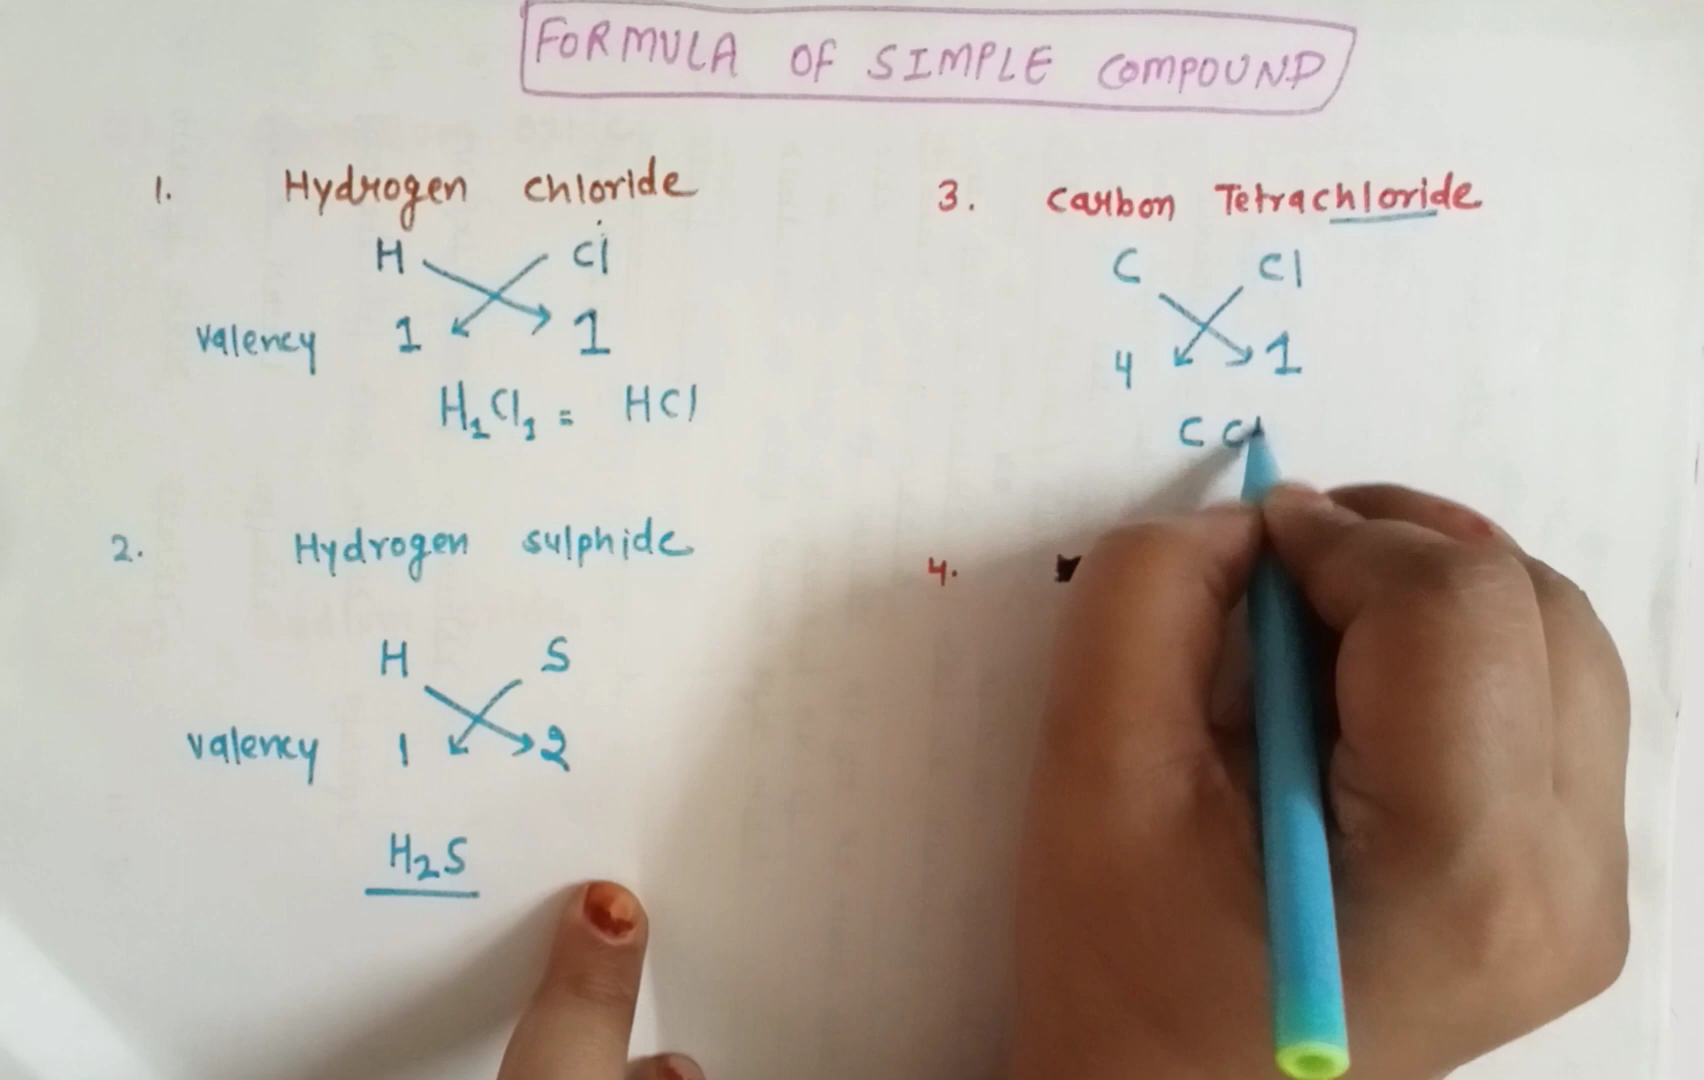 FORMULA OF SIMPLE COMPOUND
1. Hydrogen chloride
H Cl
valency 1 1
H₁Cl₁ = HCl
2. Hydrogen sulphide
H S
valency 1 2
H₂S
3. Carbon Tetrachloride
C Cl
4 1
C Cl
4.